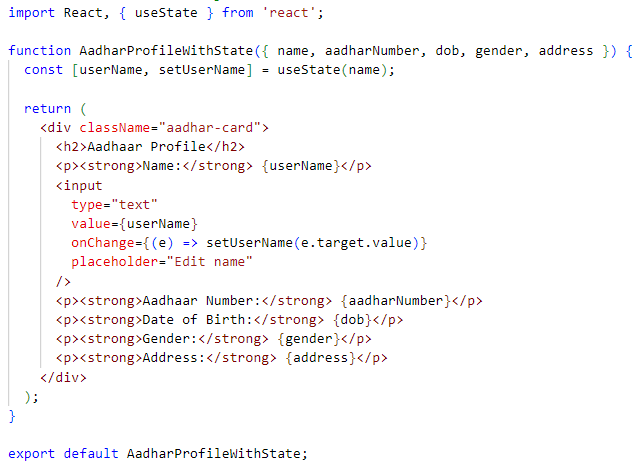 import React, { useState } from 'react';

function AadharProfileWithState({ name, aadharNumber, dob, gender, address }) {
  const [userName, setUserName] = useState(name);

  return (
    <div className="aadhar-card">
      <h2>Aadhaar Profile</h2>
      <p><strong>Name:</strong> {userName}</p>
      <input
        type="text"
        value={userName}
        onChange={(e) => setUserName(e.target.value)}
        placeholder="Edit name"
      />
      <p><strong>Aadhaar Number:</strong> {aadharNumber}</p>
      <p><strong>Date of Birth:</strong> {dob}</p>
      <p><strong>Gender:</strong> {gender}</p>
      <p><strong>Address:</strong> {address}</p>
    </div>
  );
}

export default AadharProfileWithState;